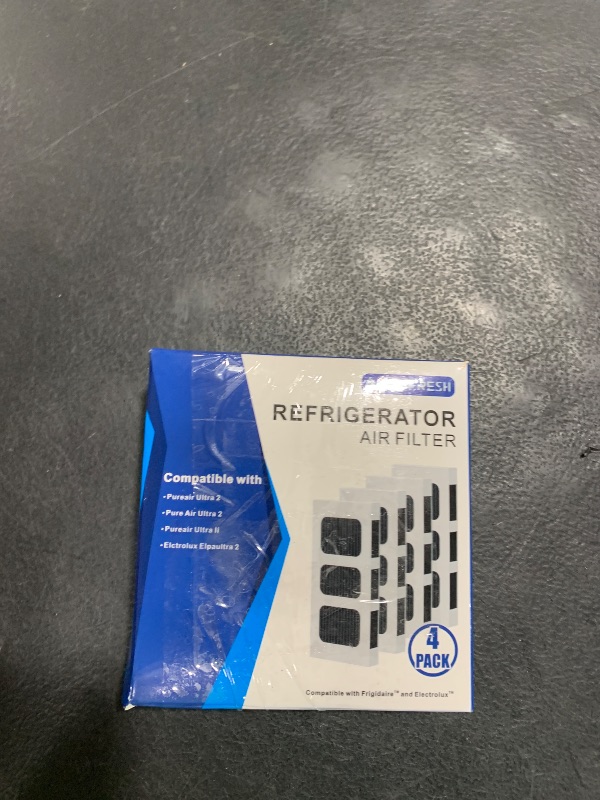 REFRIGERATOR
AIR FILTER
Compatible with
•Pureair Ultra 2
•Pure Air Ultra 2
•Pureair Ultra II
•Elctrolux Elpaultra 2
4
PACK
Compatible with Frigidaire™ and Electrolux™